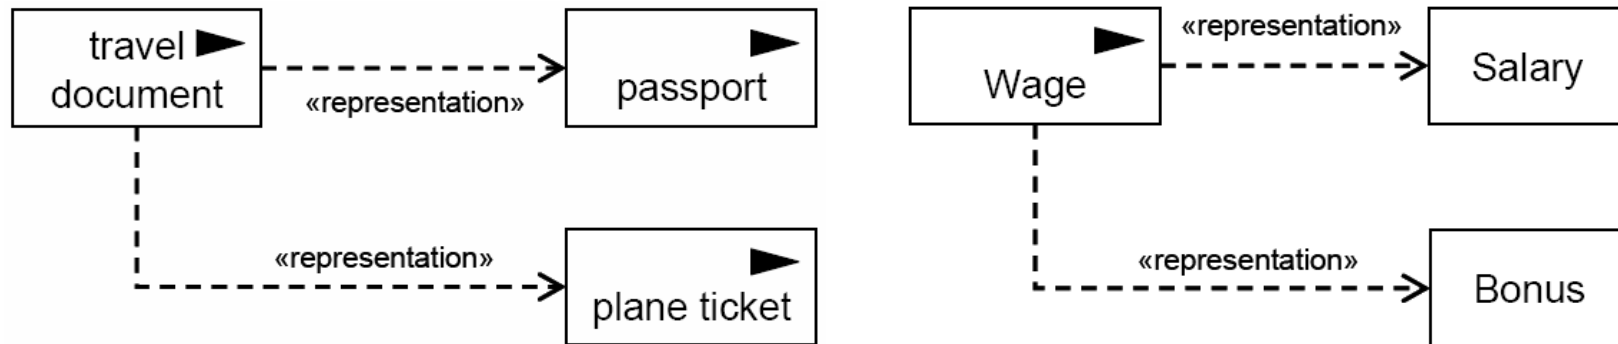 travel
document
«representation»
passport
«representation»
plane ticket
Wage
«representation»
Salary
«representation»
Bonus